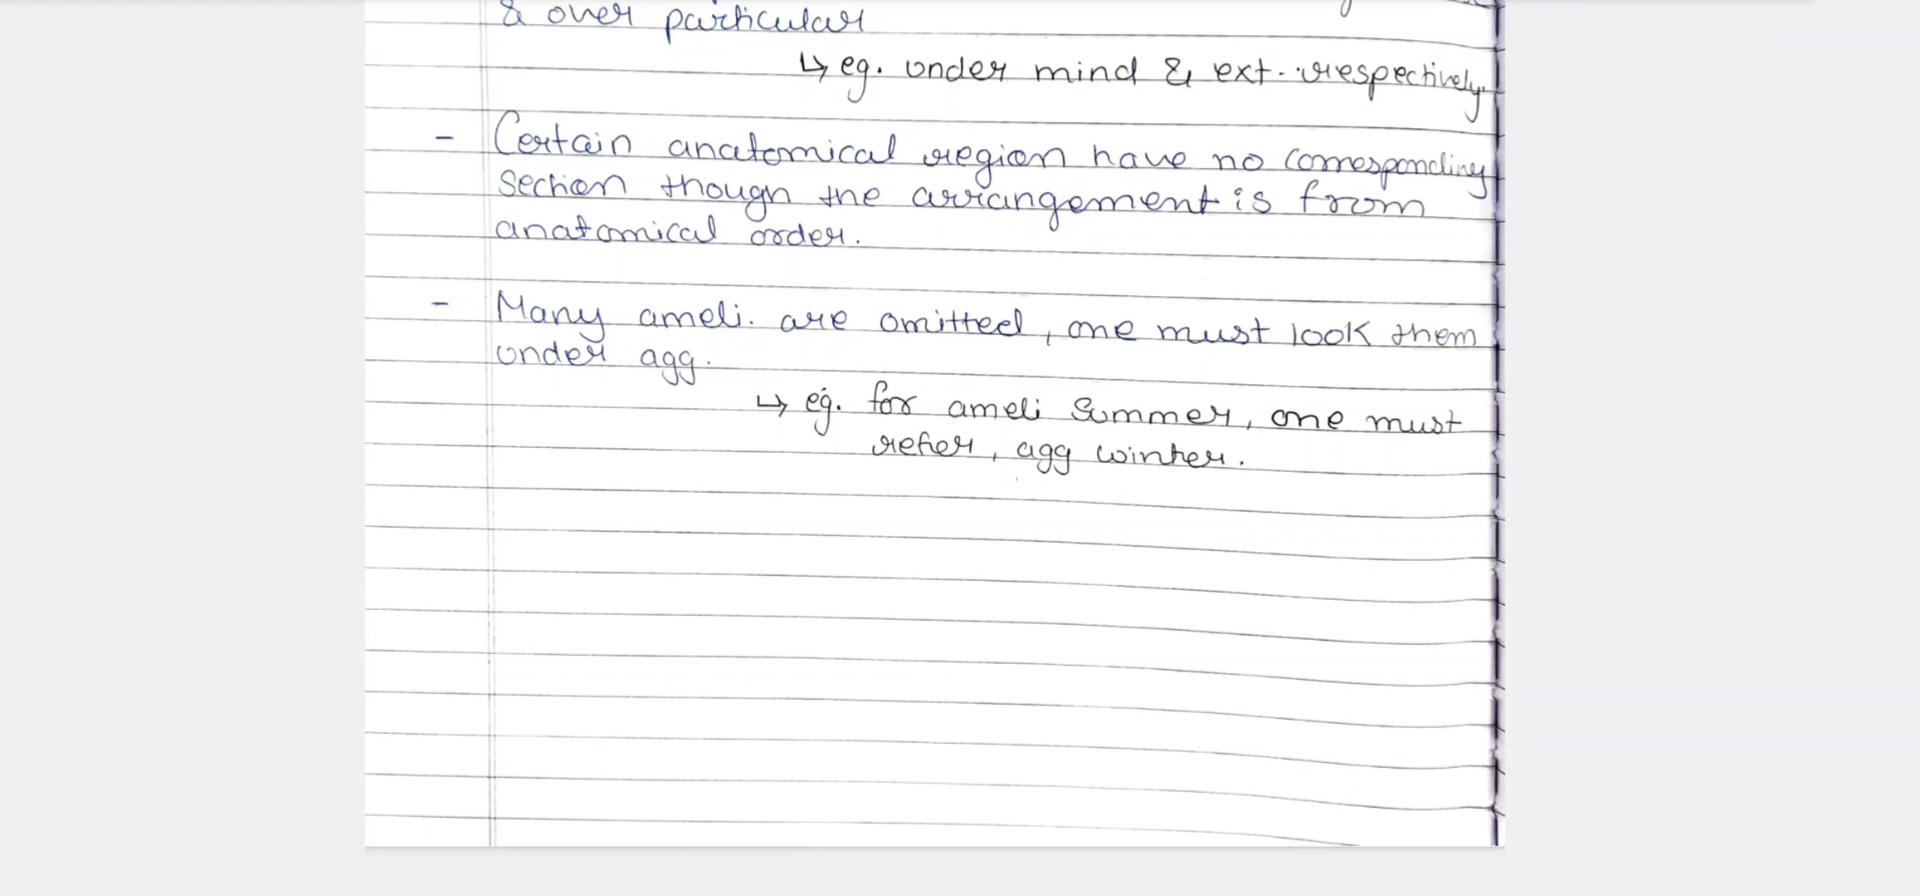 & over particular
↳ eg. under mind & ext. respectively.
- Certain anatomical region have no corresponding
section though the arrangement is from
anatomical order.
- Many ameli. are omitted, one must look them
under agg.
↳ eg. for ameli summer, one must
refer, agg winter.